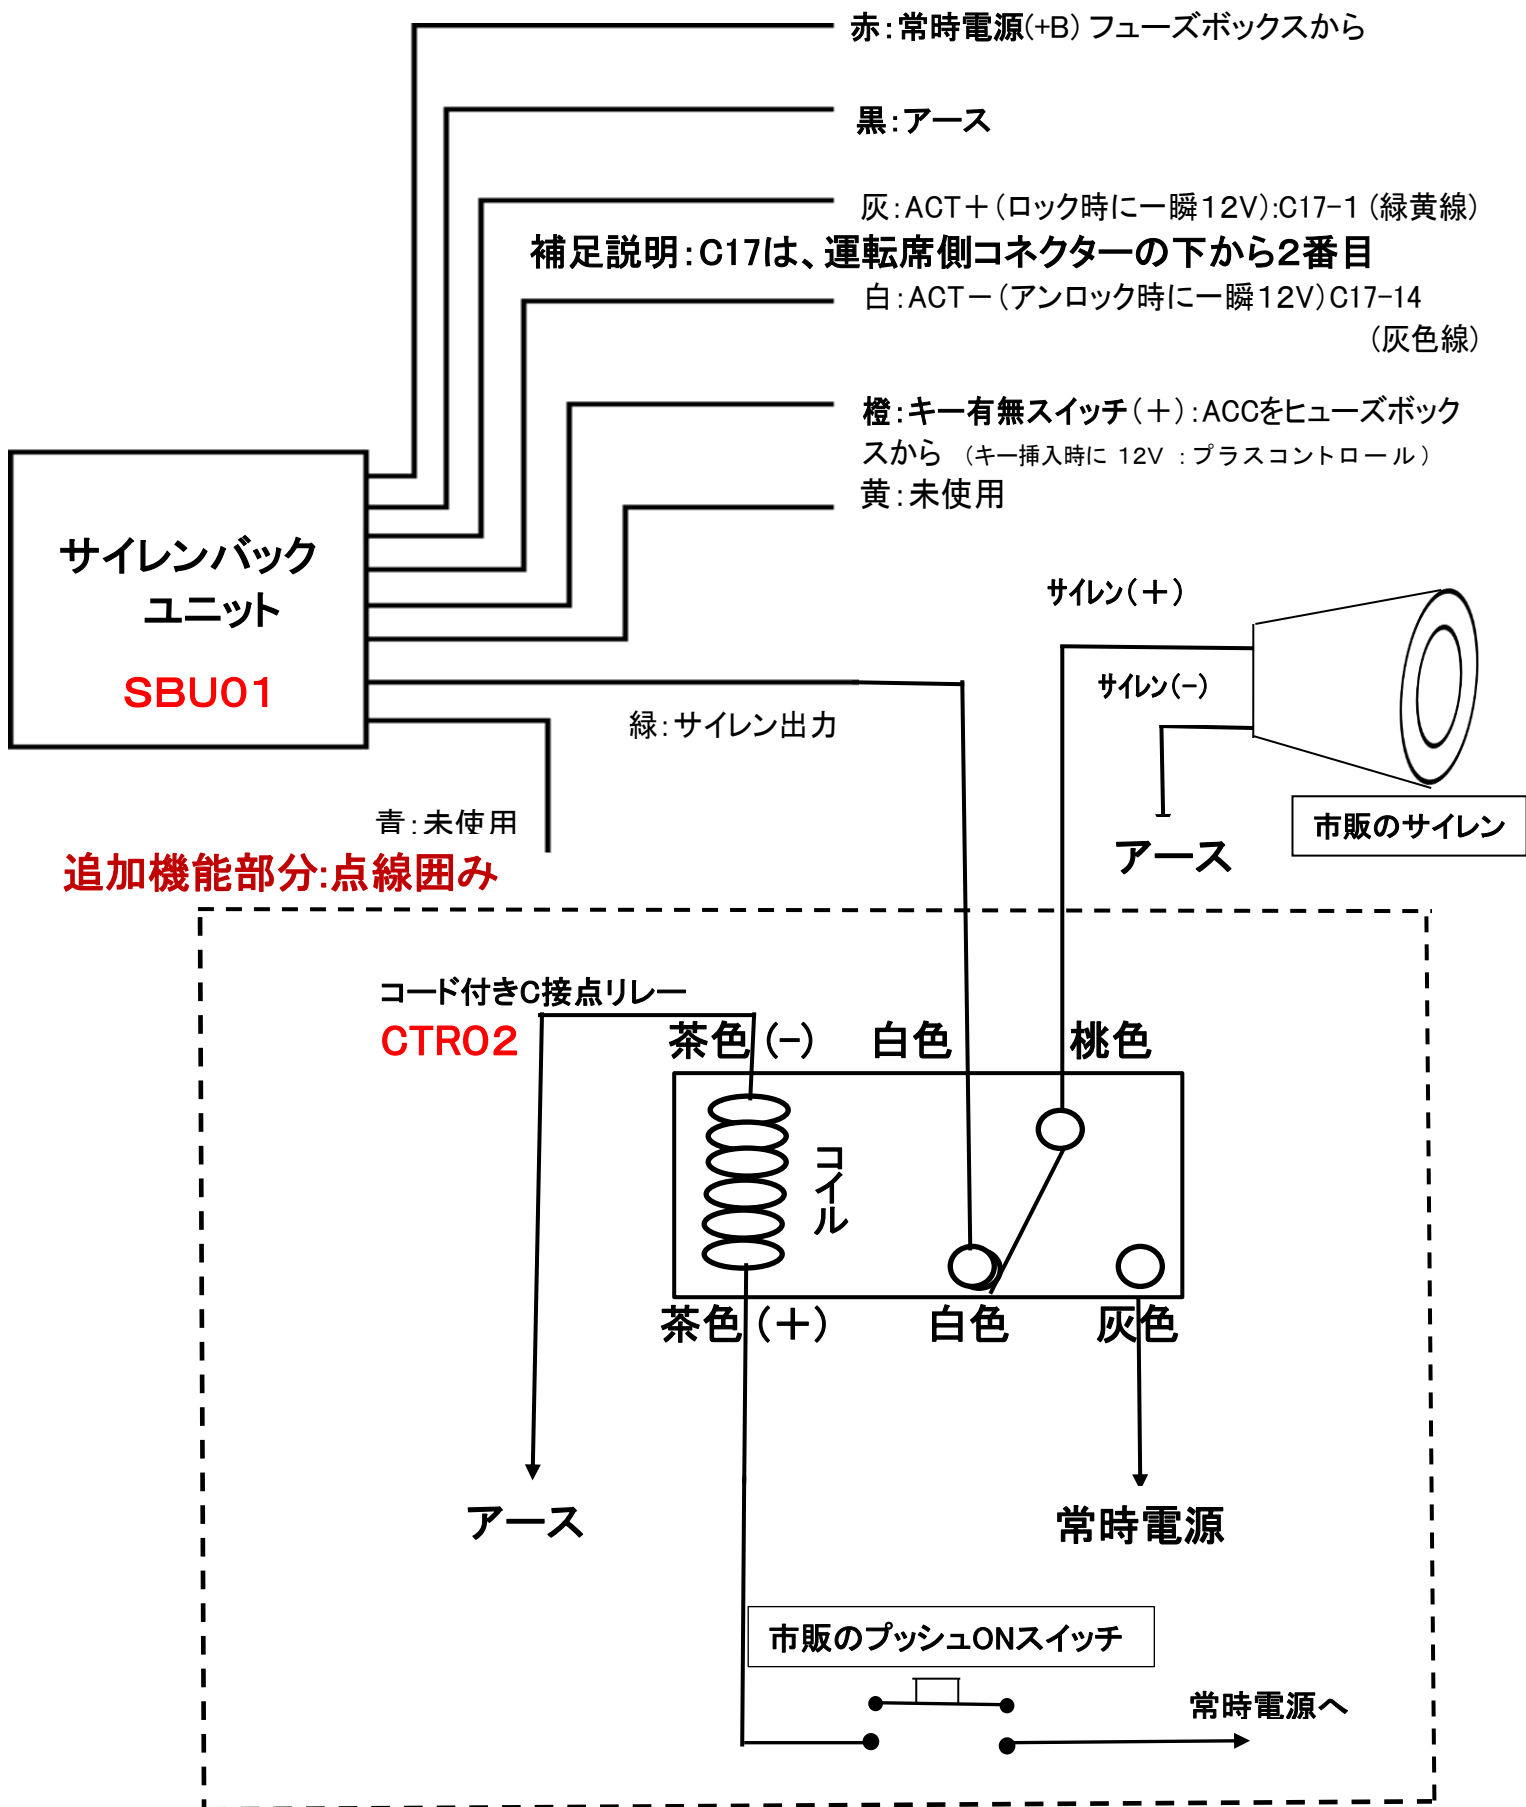 赤：常時電源(+B) フューズボックスから
黒：アース
灰：ACT＋（ロック時に一瞬12V）：C17-1 (緑黄線)
補足説明：C17は、運転席側コネクターの下から２番目
白：ACT－（アンロック時に一瞬12V）C17-14
(灰色線)
橙：キー有無スイッチ（＋）：ACCをヒューズボック
スから （キー挿入時に 12V ：プラスコントロール）
黄：未使用
サイレンバック
ユニット
SBU01
サイレン（＋）
サイレン(-)
緑：サイレン出力
市販のサイレン
アース
青：未使用
追加機能部分:点線囲み
コード付きC接点リレー
CTR02
茶色(-) 白色 桃色
コイル
茶色(＋) 白色 灰色
アース
常時電源
市販のプッシュONスイッチ
常時電源へ